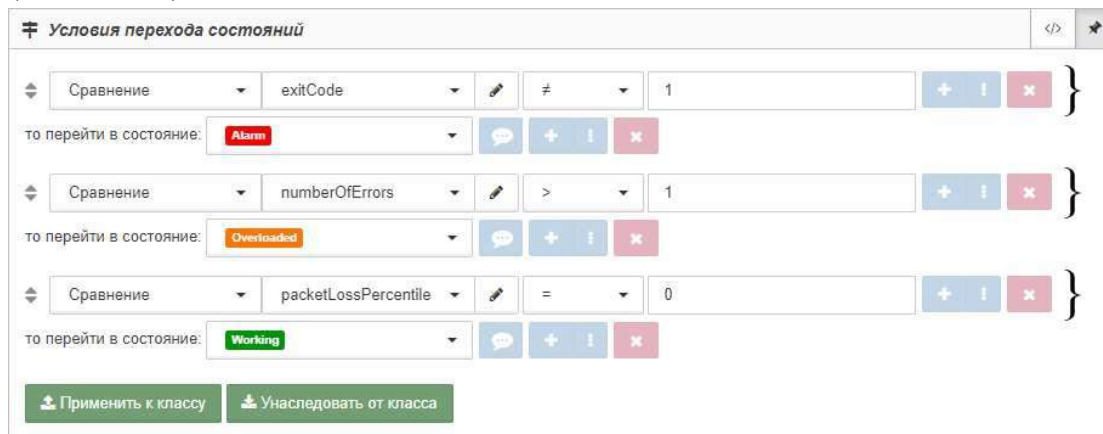 Условия перехода состояний </>
Сравнение exitCode ≠ 1 }
то перейти в состояние: Alarm
Сравнение numberOfErrors > 1 }
то перейти в состояние: Overloaded
Сравнение packetLossPercentile = 0 }
то перейти в состояние: Working
Применить к классу Унаследовать от класса